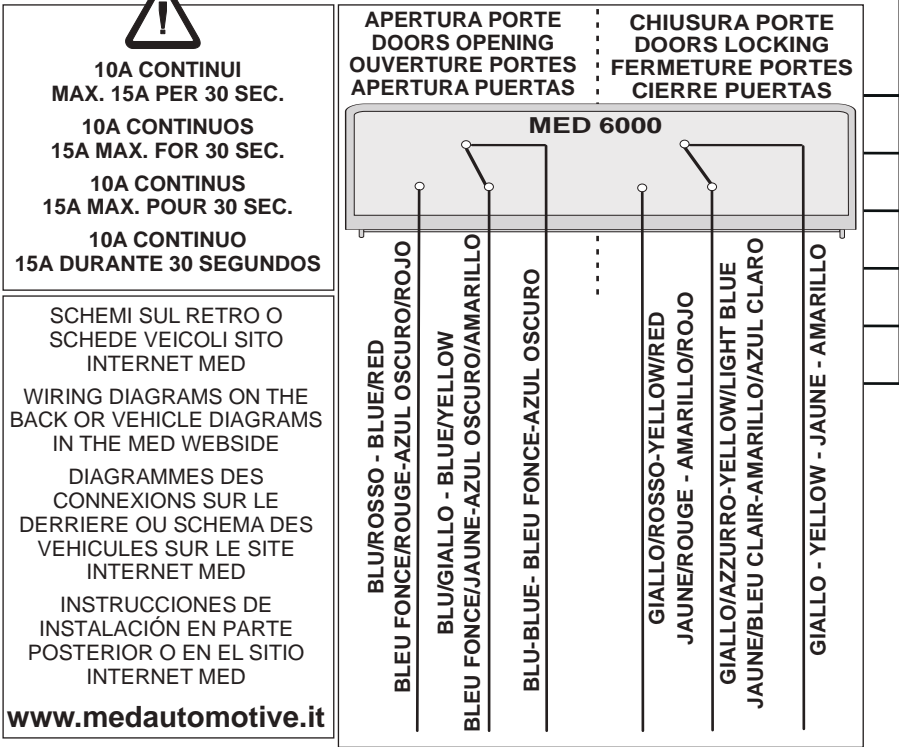 !
10A CONTINUI
MAX. 15A PER 30 SEC.
10A CONTINUOS
15A MAX. FOR 30 SEC.
10A CONTINUS
15A MAX. POUR 30 SEC.
10A CONTINUO
15A DURANTE 30 SEGUNDOS
SCHEMI SUL RETRO O
SCHEDE VEICOLI SITO
INTERNET MED
WIRING DIAGRAMS ON THE
BACK OR VEHICLE DIAGRAMS
IN THE MED WEBSIDE
DIAGRAMMES DES
CONNEXIONS SUR LE
DERRIERE OU SCHEMA DES
VEHICULES SUR LE SITE
INTERNET MED
INSTRUCCIONES DE
INSTALACIÓN EN PARTE
POSTERIOR O EN EL SITIO
INTERNET MED
www.medautomotive.it
APERTURA PORTE
DOORS OPENING
OUVERTURE PORTES
APERTURA PUERTAS
CHIUSURA PORTE
DOORS LOCKING
FERMETURE PORTES
CIERRE PUERTAS
MED 6000
BLU/ROSSO - BLUE/RED
BLEU FONCE/ROUGE-AZUL OSCURO/ROJO
BLU/GIALLO - BLUE/YELLOW
BLEU FONCE/JAUNE-AZUL OSCURO/AMARILLO
BLU-BLUE- BLEU FONCE-AZUL OSCURO
GIALLO/ROSSO-YELLOW/RED
JAUNE/ROUGE - AMARILLO/ROJO
GIALLO/AZZURRO-YELLOW/LIGHT BLUE
JAUNE/BLEU CLAIR-AMARILLO/AZUL CLARO
GIALLO - YELLOW - JAUNE - AMARILLO